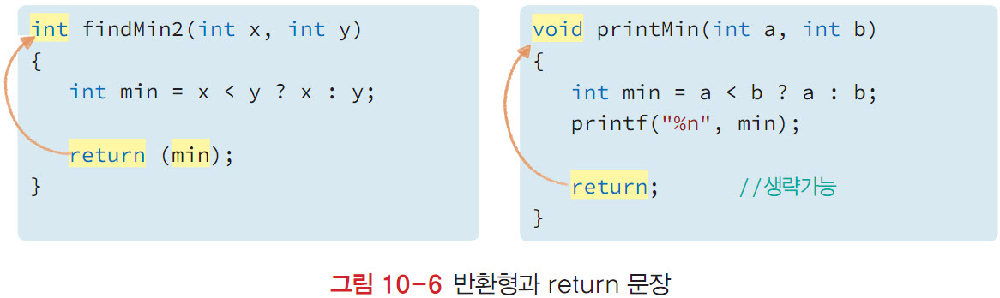 int findMin2(int x, int y)
{
int min = x < y ? x : y;
return (min);
}
void printMin(int a, int b)
{
int min = a < b ? a : b;
printf("%n", min);
return; //생략가능
}
그림 10-6 반환형과 return 문장